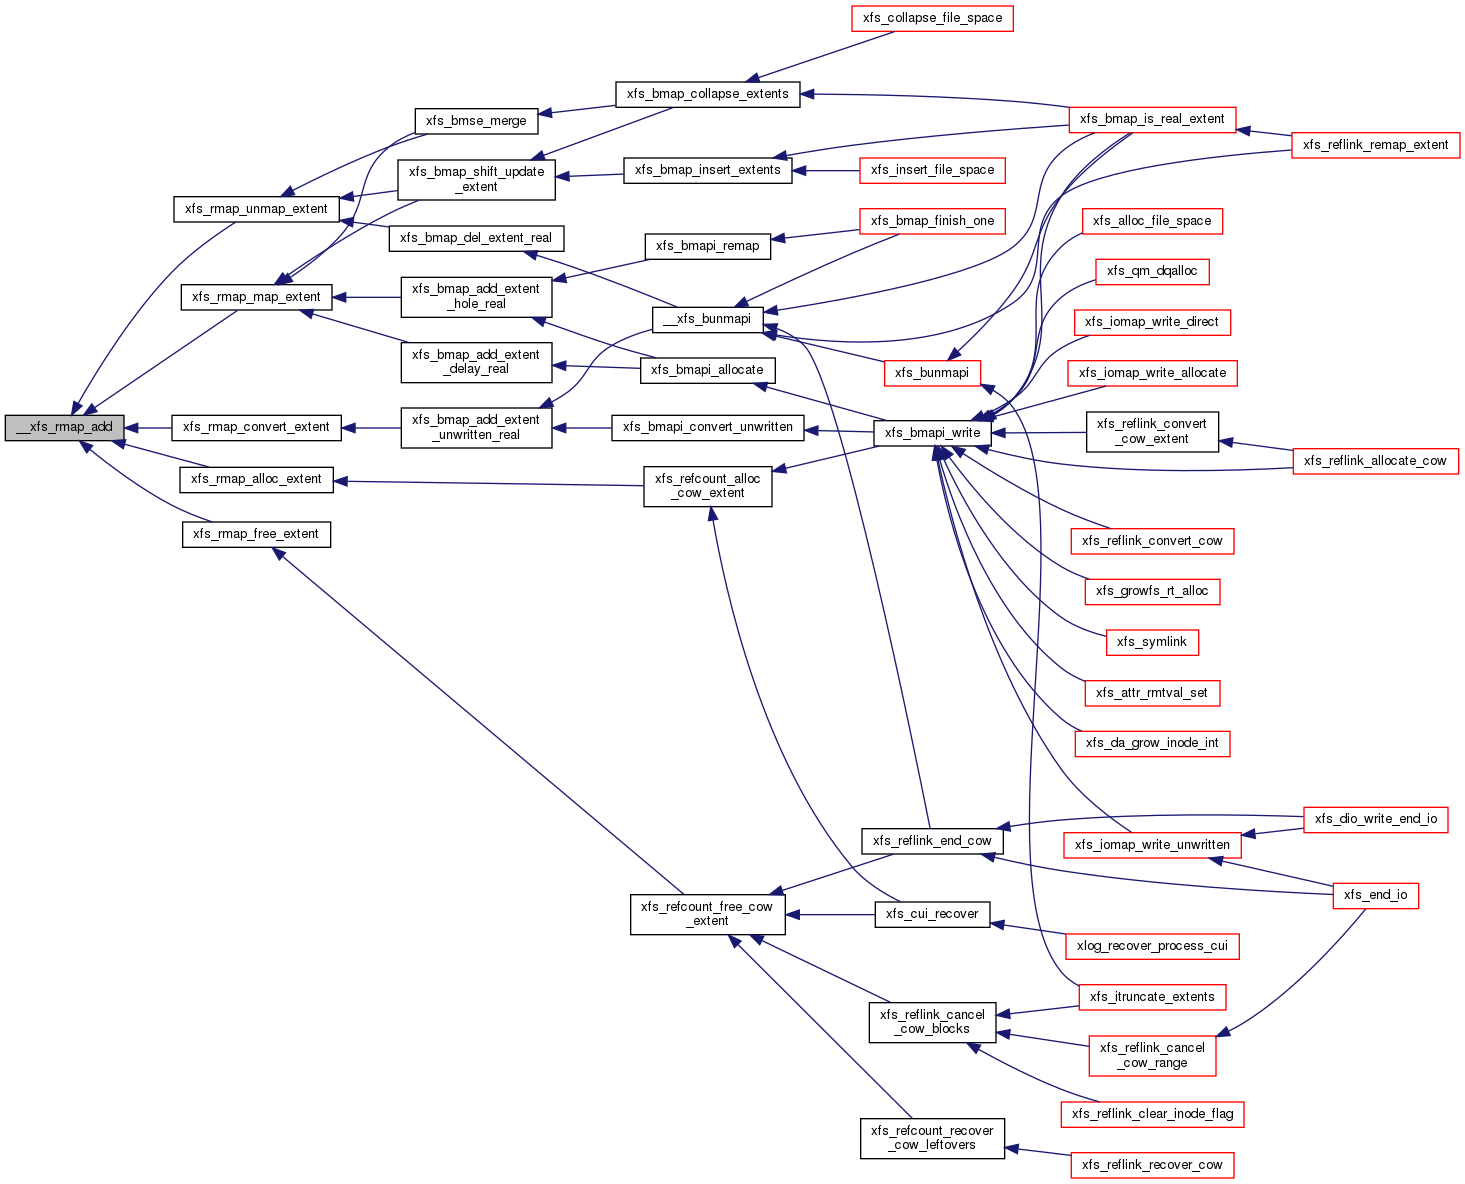 xfs_collapse_file_space
xfs_bmap_collapse_extents
xfs_bmse_merge
xfs_bmap_is_real_extent
xfs_reflink_remap_extent
xfs_bmap_shift_update
_extent
xfs_bmap_insert_extents
xfs_insert_file_space
xfs_rmap_unmap_extent
xfs_bmap_finish_one
xfs_alloc_file_space
xfs_bmap_del_extent_real
xfs_bmapi_remap
xfs_qm_dqalloc
xfs_rmap_map_extent
xfs_bmap_add_extent
_hole_real
__xfs_bunmapi
xfs_iomap_write_direct
xfs_bmap_add_extent
_delay_real
xfs_bmapi_allocate
xfs_bunmapi
xfs_iomap_write_allocate
__xfs_rmap_add
xfs_rmap_convert_extent
xfs_bmap_add_extent
_unwritten_real
xfs_bmapi_convert_unwritten
xfs_bmapi_write
xfs_reflink_convert
_cow_extent
xfs_reflink_allocate_cow
xfs_rmap_alloc_extent
xfs_refcount_alloc
_cow_extent
xfs_rmap_free_extent
xfs_reflink_convert_cow
xfs_growfs_rt_alloc
xfs_symlink
xfs_attr_rmtval_set
xfs_da_grow_inode_int
xfs_dio_write_end_io
xfs_reflink_end_cow
xfs_iomap_write_unwritten
xfs_end_io
xfs_refcount_free_cow
_extent
xfs_cui_recover
xlog_recover_process_cui
xfs_itruncate_extents
xfs_reflink_cancel
_cow_blocks
xfs_reflink_cancel
_cow_range
xfs_reflink_clear_inode_flag
xfs_refcount_recover
_cow_leftovers
xfs_reflink_recover_cow